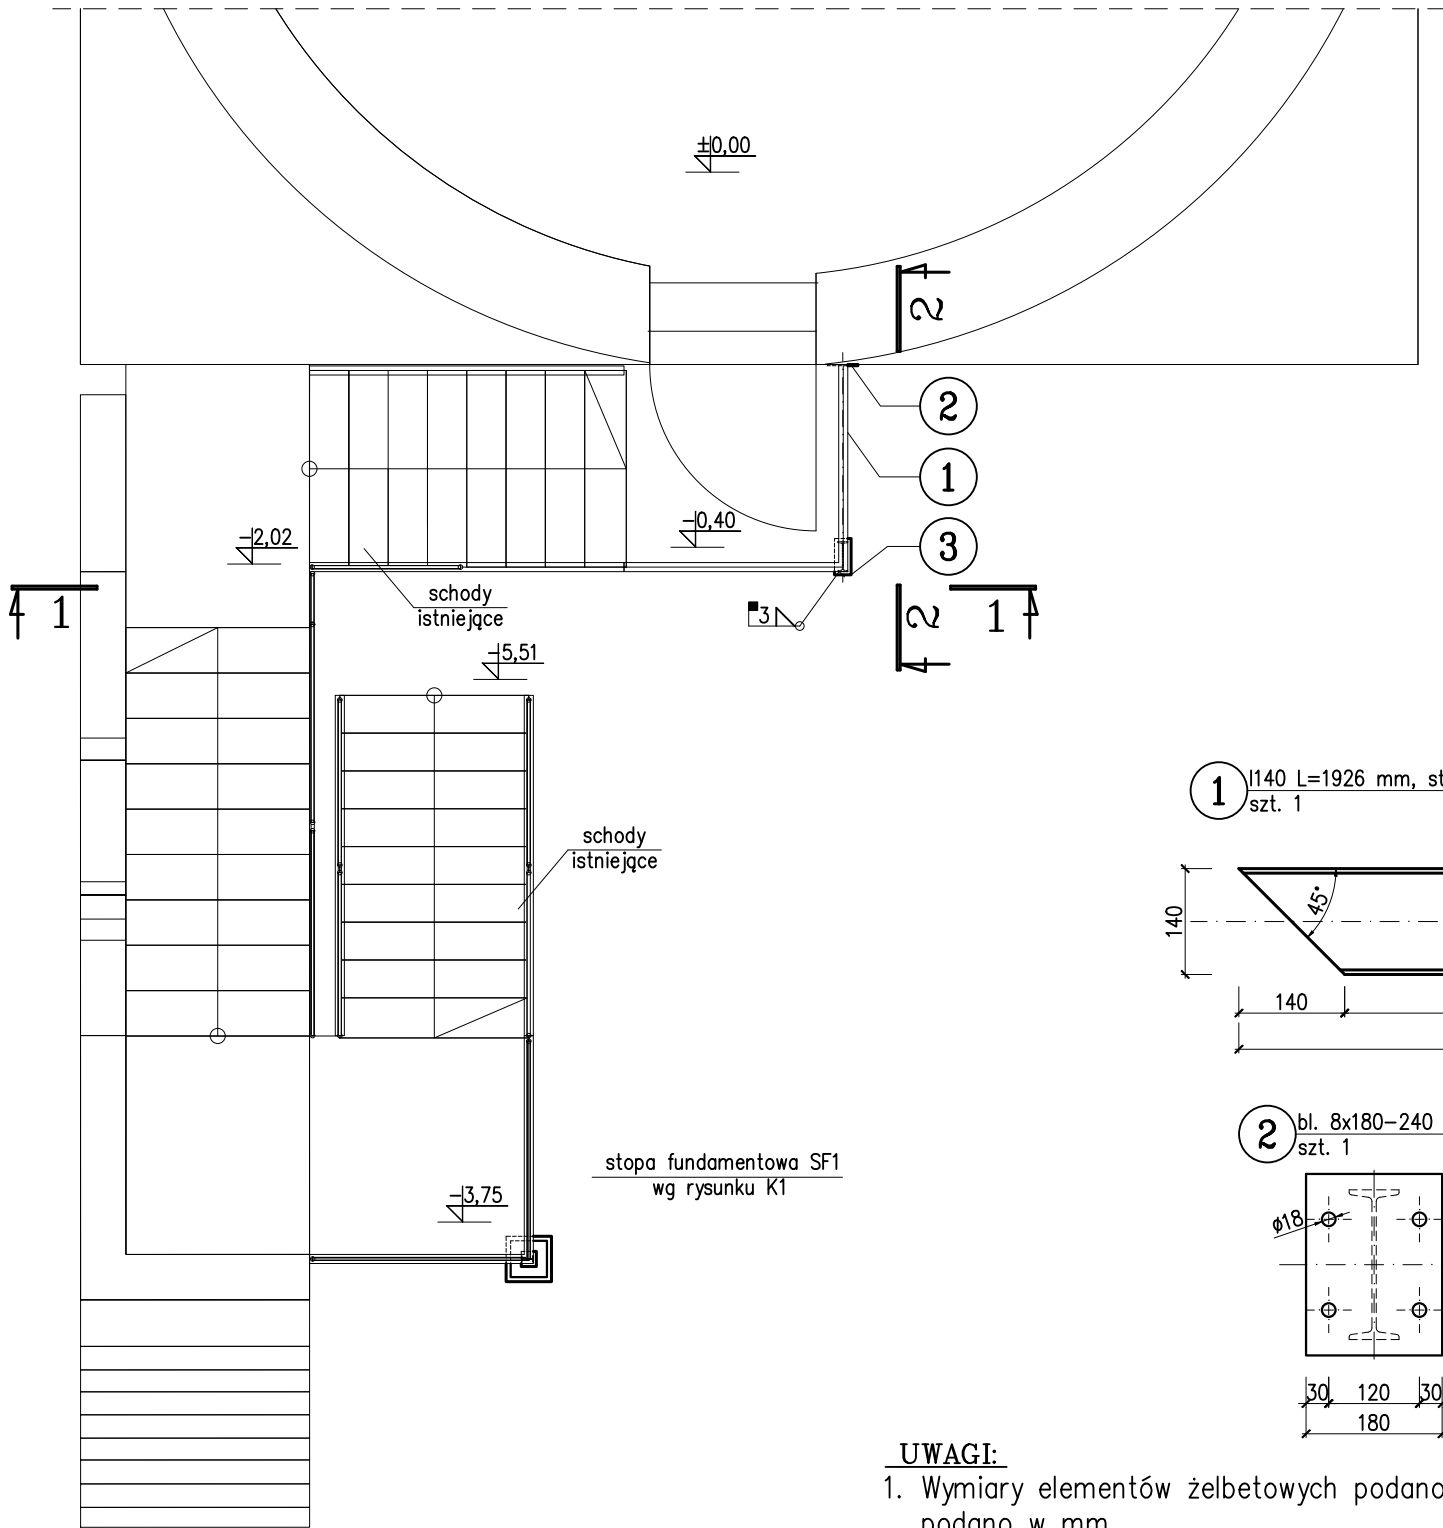 ±0,00
2
2
1
3
-0,40
-2,02
schody
istniejące
1
3
2
1
-5,51
schody
istniejące
1
I140 L=1926 mm, st
szt. 1
140
45°
140
2
bl. 8x180-240
szt. 1
ø18
30
120
30
180
stopa fundamentowa SF1
wg rysunku K1
-3,75
UWAGI:
1. Wymiary elementów żelbetowych podano
podano w mm